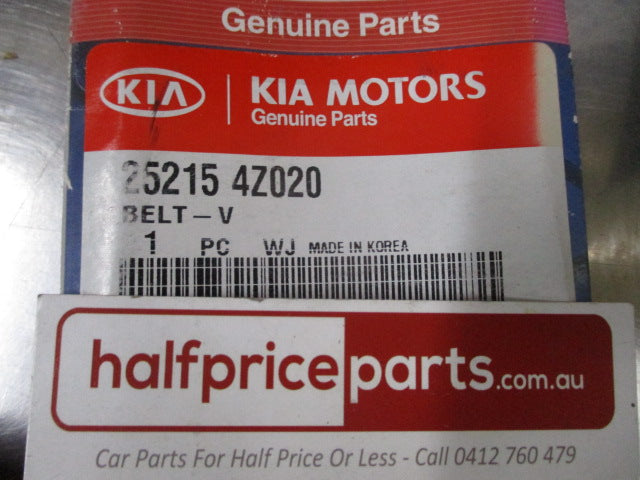 Genuine Parts
KIA KIA MOTORS
Genuine Parts
25215 4Z020
BELT-V
1 PC WJ MADE IN KOREA
halfpriceparts.com.au
Car Parts For Half Price Or Less - Call 0412 760 479